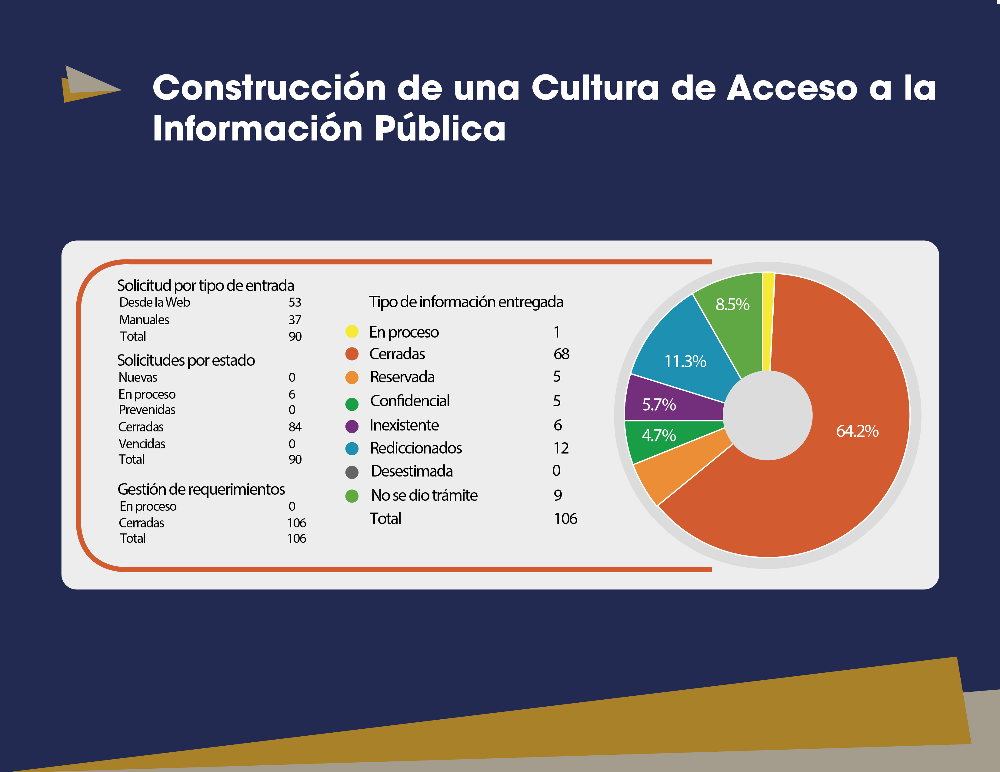 Construcción de una Cultura de Acceso a la
Información Pública
Solicitud por tipo de entrada
Desde la Web 53
Manuales 37
Total 90
Solicitudes por estado
Nuevas 0
En proceso 6
Prevenidas 0
Cerradas 84
Vencidas 0
Total 90
Gestión de requerimientos
En proceso 0
Cerradas 106
Total 106
Tipo de información entregada
En proceso 1
Cerradas 68
Reservada 5
Confidencial 5
Inexistente 6
Rediccionados 12
Desestimada 0
No se dio trámite 9
Total 106
8.5%
11.3%
5.7%
4.7%
64.2%